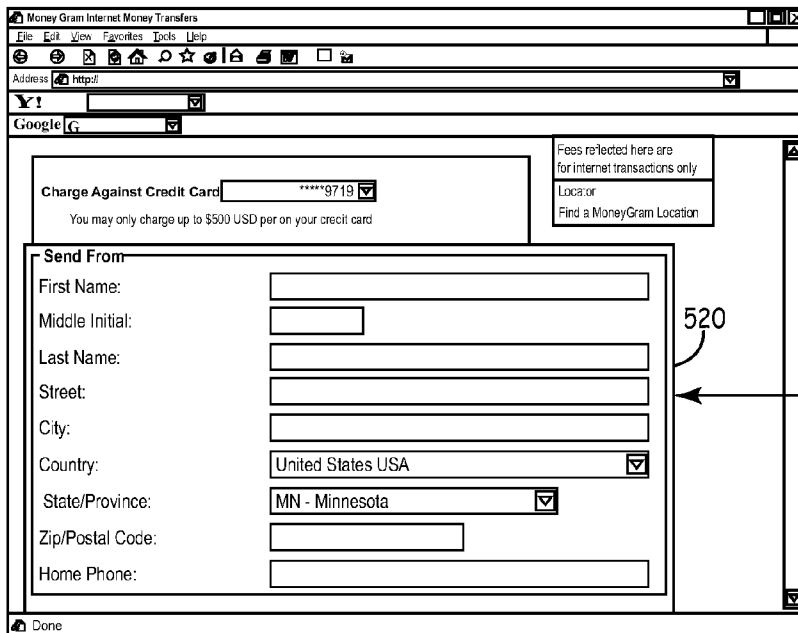 Money Gram Internet Money Transfers
File Edit View Favorites Tools Help
Address http://
Y!
Google G
Fees reflected here are
for internet transactions only
Locator
Find a MoneyGram Location
Charge Against Credit Card *****9719
You may only charge up to $500 USD per on your credit card
Send From
First Name:
Middle Initial:
Last Name:
Street:
City:
Country: United States USA
State/Province: MN - Minnesota
Zip/Postal Code:
Home Phone:
520
Done